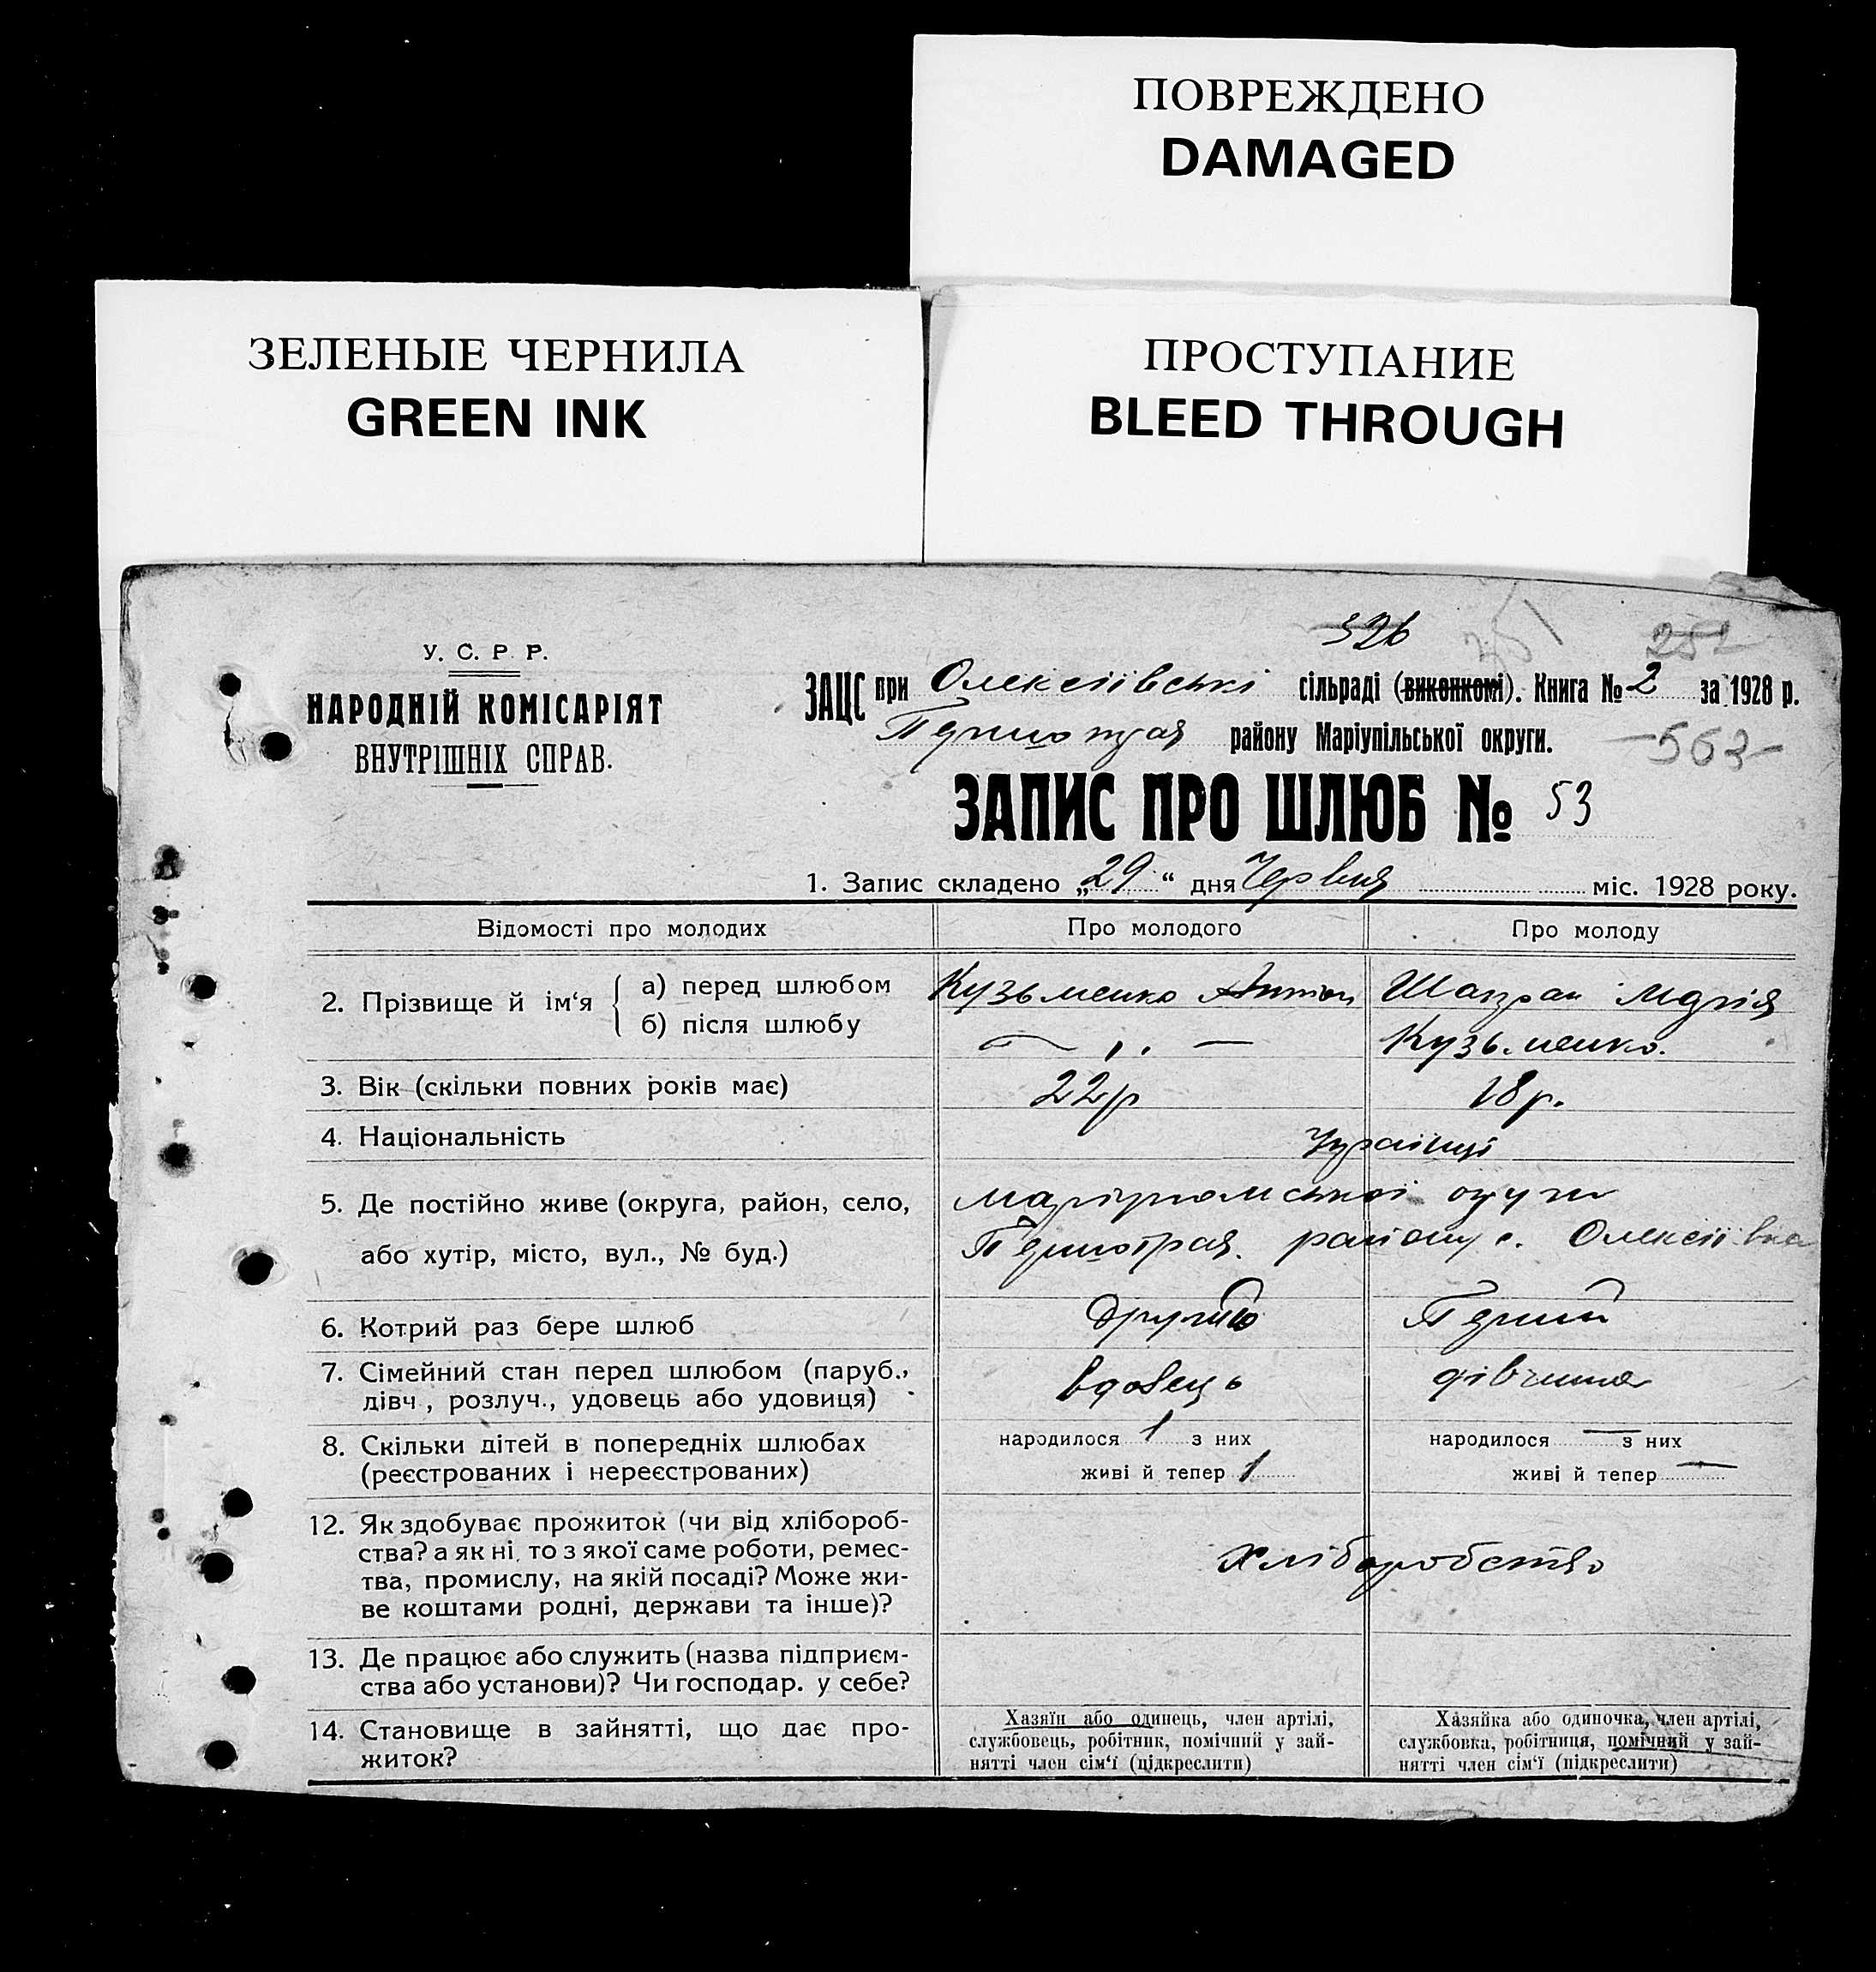 ПОВРЕЖДЕНО
DAMAGED
ЗЕЛЕНЫЕ ЧЕРНИЛА
GREEN INK
ПРОСТУПАНИЕ
BLEED THROUGH
326
251
У. С. Р. Р.
НАРОДНІЙ КОМІСАРІЯТ
ВНУТРІШНІХ СПРАВ.
ЗАЦС при Олексіївські сільраді (виконкомі). Книга № 2 за 1928 р.
району Маріупільської округи.
-563-
ЗАПИС ПРО ШЛЮБ № 53
1. Запис складено „29“ дня Червня міс. 1928 року.
Відомості про молодих Про молодого Про молоду
2. Прізвище й ім‘я { а) перед шлюбом Кузьменко Антон Марія
б) після шлюбу — „ — Кузьменко.
3. Вік (скільки повних років має) 22р 18р.
4. Національність
5. Де постійно живе (округа, район, село, округи
або хутір, місто, вул., № буд.) району с. Олексіївка
6. Котрий раз бере шлюб Другий Перший
7. Сімейний стан перед шлюбом (паруб., вдовець дівчина
дівч., розлуч., удовець або удовиця)
8. Скільки дітей в попередніх шлюбах народилося 1 з них народилося — з них
(реєстрованих і нереєстрованих) живі й тепер 1 живі й тепер —
12. Як здобуває прожиток (чи від хлібороб-
ства? а як ні, то з якої саме роботи, ремес- Хліборобство
тва, промислу, на якій посаді? Може жи-
ве коштами родні, держави та інше)?
13. Де працює або служить (назва підприєм-
ства або установи)? Чи господар. у себе?
14. Становище в зайнятті, що дає про-
житок?
Хазяїн або одинець, член артілі,
службовець, робітник, помічний у зай-
нятті член сім‘ї (підкреслити)
Хазяйка або одиночка, член артілі,
службовка, робітниця, помічний у зай-
нятті член сім‘ї (підкреслити)